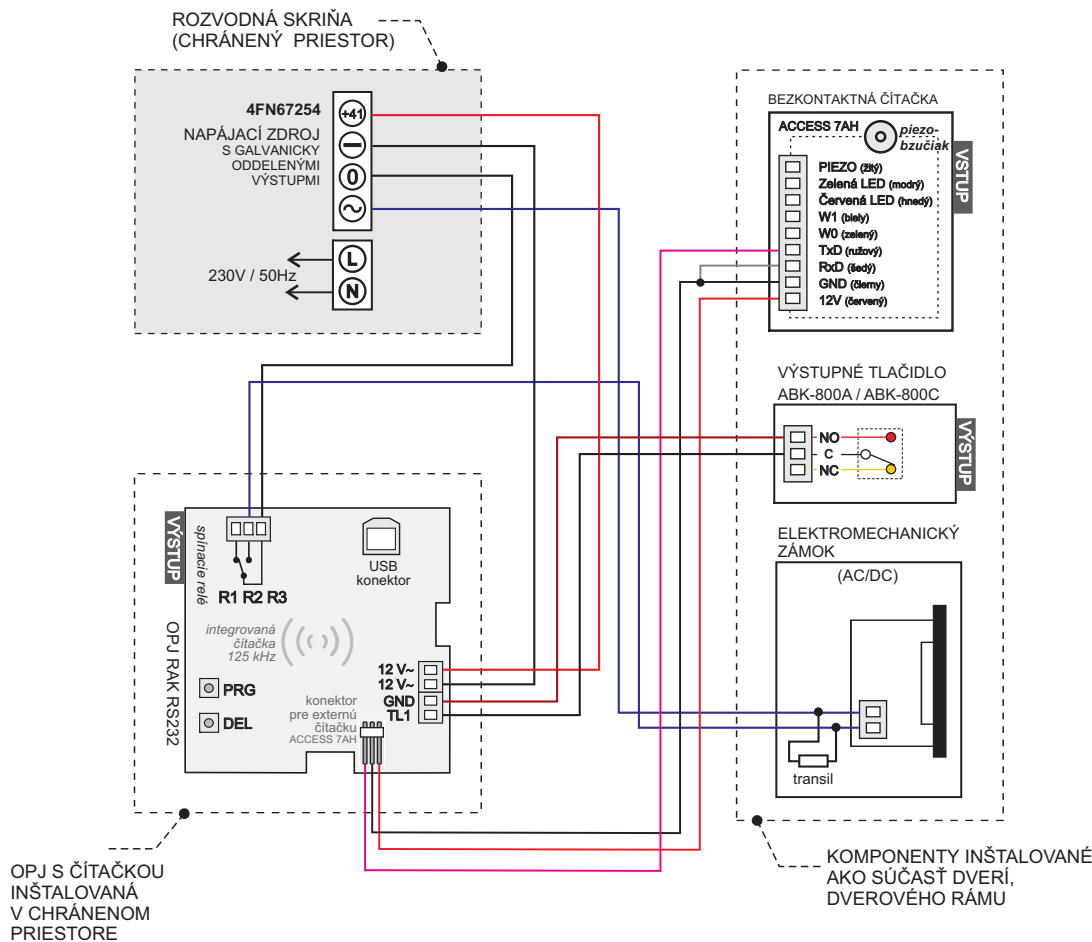 ROZVODNÁ SKRIŇA
(CHRÁNENÝ PRIESTOR)
4FN67254
NAPÁJACÍ ZDROJ
S GALVANICKY
ODDELENÝMI
VÝSTUPMI
+41
–
0
~
230V / 50Hz
L
N
BEZKONTAKTNÁ ČÍTAČKA
ACCESS 7AH
piezo-
bzučiak
VSTUP
PIEZO (žltý)
Zelená LED (modrý)
Červená LED (hnedý)
W1 (biely)
W0 (zelený)
TxD (ružový)
RxD (šedý)
GND (čierny)
12V (červený)
VÝSTUPNÉ TLAČIDLO
ABK-800A / ABK-800C
NO
C
NC
VÝSTUP
ELEKTROMECHANICKÝ
ZÁMOK
(AC/DC)
transil
VÝSTUP
spínacie relé
R1 R2 R3
USB
konektor
OPJ RAK RS232
integrovaná
čítačka
125 kHz
PRG
DEL
12 V~
12 V~
GND
TL1
konektor
pre externú
čítačku
ACCESS 7AH
OPJ S ČÍTAČKOU
INŠTALOVANÁ
V CHRÁNENOM
PRIESTORE
KOMPONENTY INŠTALOVANÉ
AKO SÚČASŤ DVERÍ,
DVEROVÉHO RÁMU